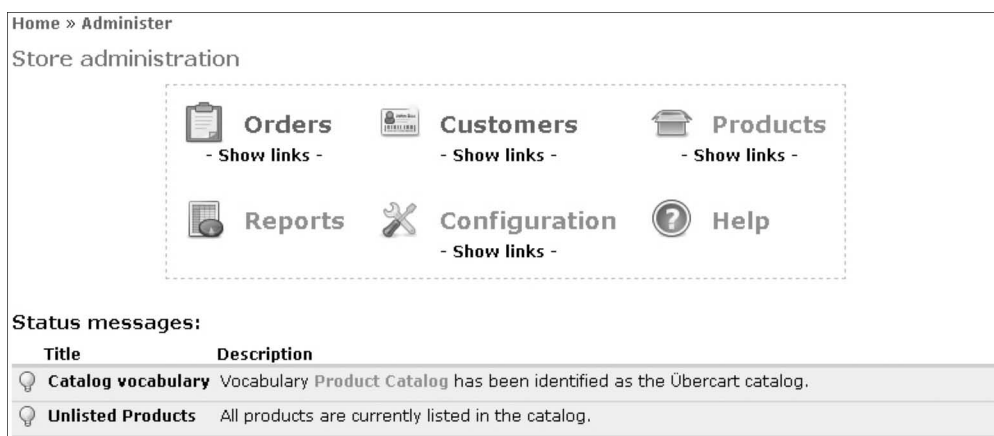 Home » Administer
Store administration
Orders Customers Products
- Show links - - Show links - - Show links -
Reports Configuration Help
- Show links -
Status messages:
Title Description
Catalog vocabulary Vocabulary Product Catalog has been identified as the Übercart catalog.
Unlisted Products All products are currently listed in the catalog.